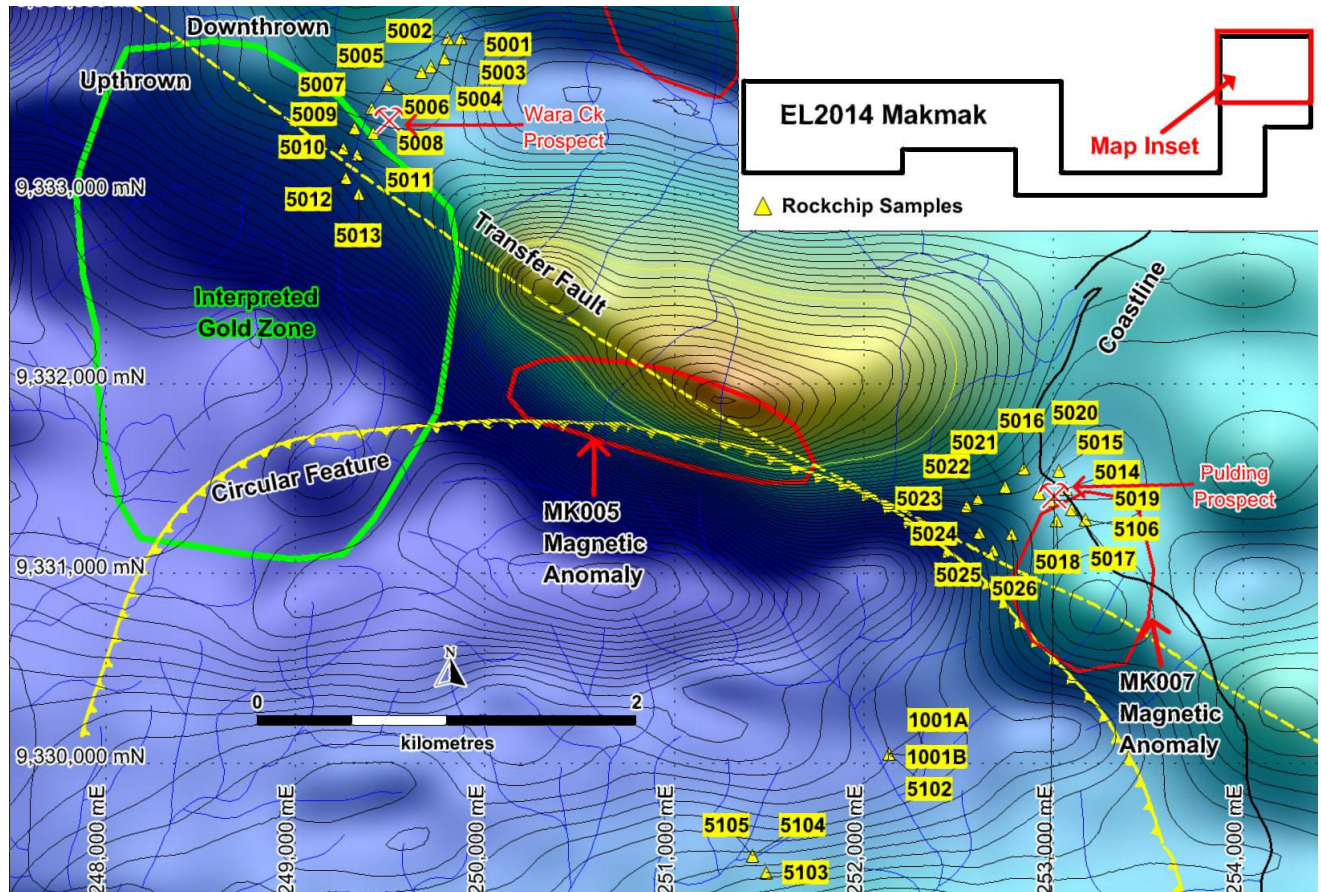 Downthrown
Upthrown
5002
5001
5005
5003
5007
5004
5006
5009
5008
5010
5011
5012
5013
Wara Ck
Prospect
EL2014 Makmak
Map Inset
Rockchip Samples
9,333,000 mN
Interpreted
Gold Zone
Transfer Fault
Coastline
9,332,000 mN
Circular Feature
MK005
Magnetic
Anomaly
5016
5020
5021
5015
5022
5014
5023
5019
5024
5106
5025
5018
5017
5026
Pulding
Prospect
9,331,000 mN
MK007
Magnetic
Anomaly
N
0
2
kilometres
9,330,000 mN
1001A
1001B
5102
5105
5104
5103
248,000 mE
249,000 mE
250,000 mE
251,000 mE
252,000 mE
253,000 mE
254,000 mE